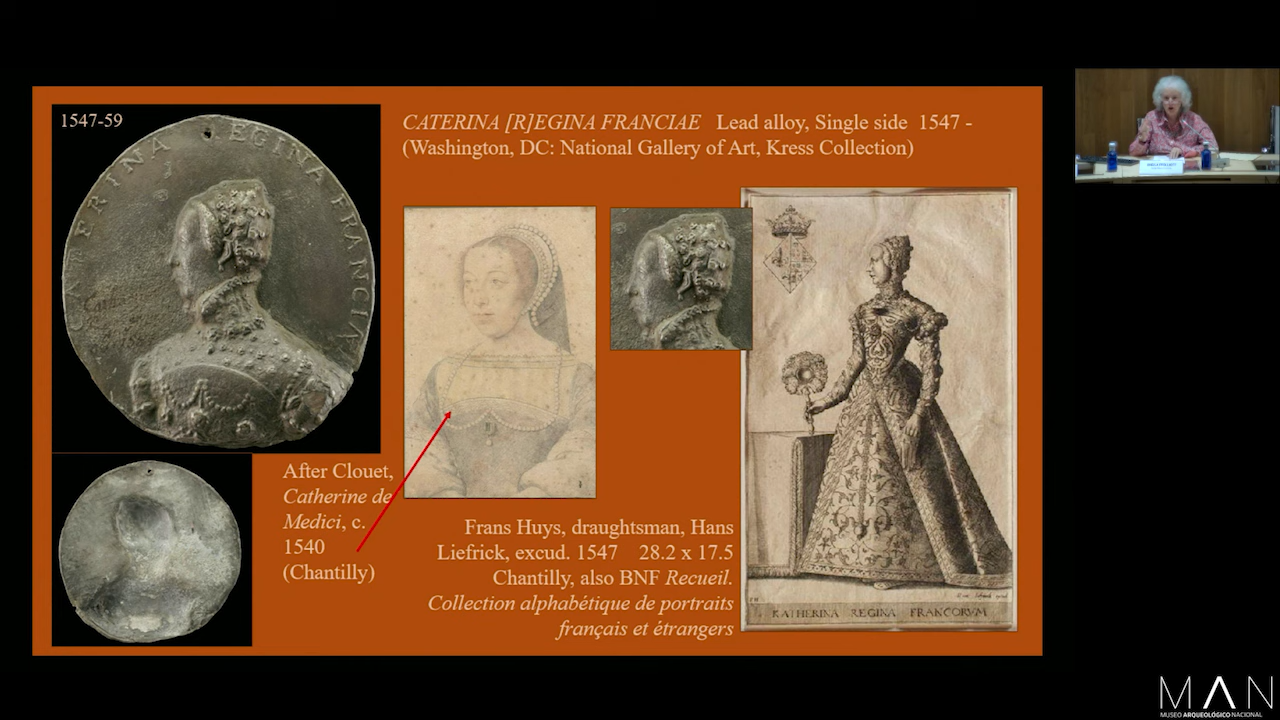 1547-59
CATERINA [R]EGINA FRANCIAE Lead alloy, Single side 1547 -
(Washington, DC: National Gallery of Art, Kress Collection)
CATERINA EGINA FRANCIA
After Clouet,
Catherine de
Medici, c.
1540
(Chantilly)
Frans Huys, draughtsman, Hans
Liefrick, excud. 1547 28.2 x 17.5
Chantilly, also BNF Recueil.
Collection alphabétique de portraits
français et étrangers
KATHERINA REGINA FRANCORVM
MAN
MUSEO ARQUEOLÓGICO NACIONAL